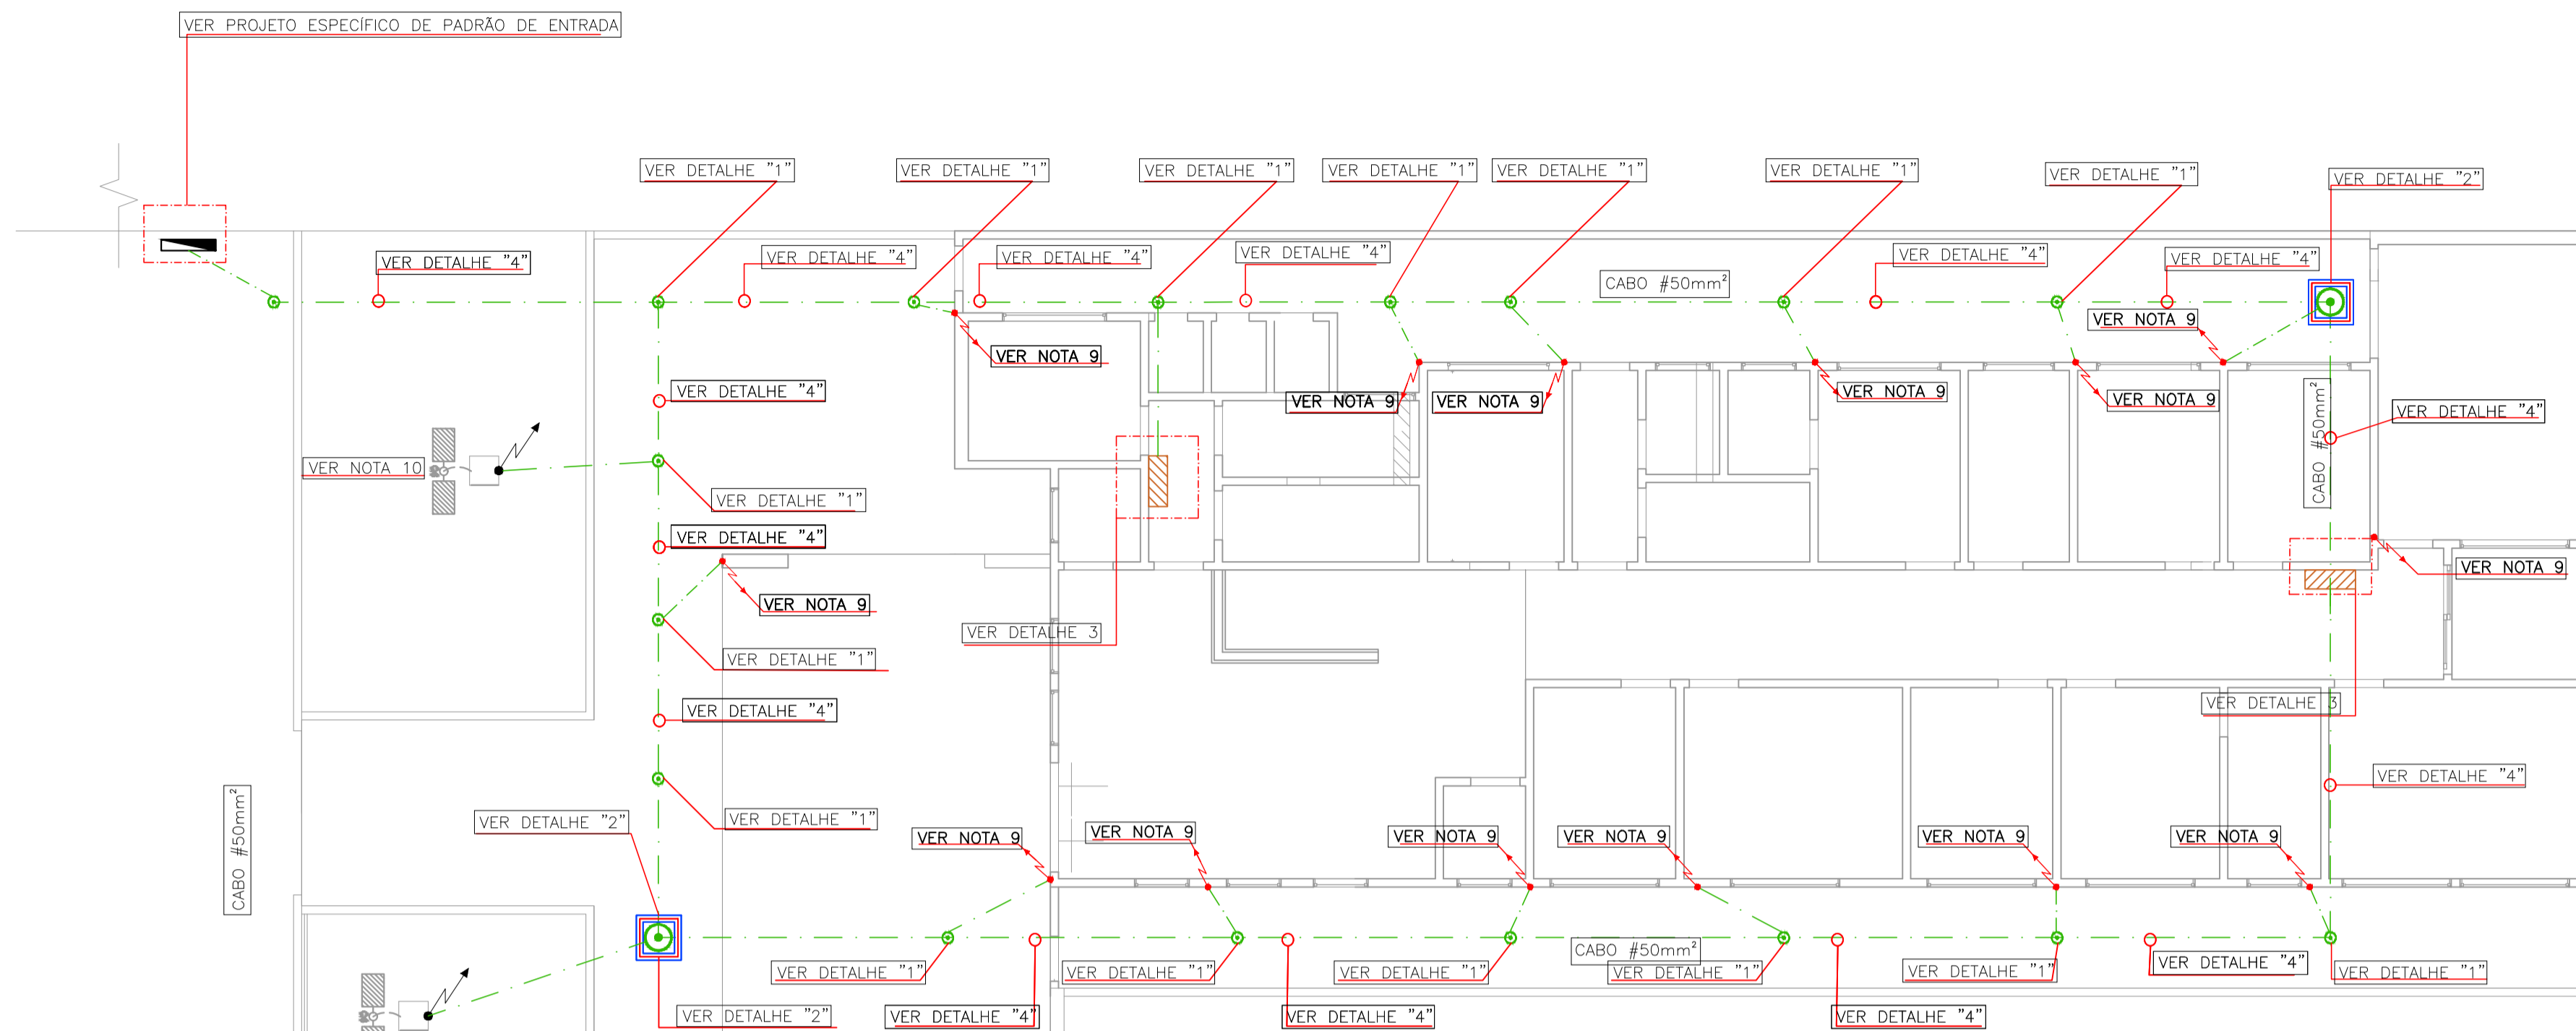 VER PROJETO ESPECÍFICO DE PADRÃO DE ENTRADA
VER DETALHE "1"
VER DETALHE "1"
VER DETALHE "1"
VER DETALHE "1"
VER DETALHE "1"
VER DETALHE "1"
VER DETALHE "1"
VER DETALHE "2"
VER DETALHE "4"
VER DETALHE "4"
VER DETALHE "4"
VER DETALHE "4"
VER DETALHE "4"
VER DETALHE "4"
CABO #50mm²
VER NOTA 9
VER NOTA 9
VER DETALHE "4"
VER NOTA 9
VER NOTA 9
VER NOTA 9
VER NOTA 9
CABO #50mm²
VER DETALHE "4"
VER NOTA 10
VER DETALHE "1"
VER DETALHE "4"
VER NOTA 9
VER NOTA 9
VER DETALHE 3
VER DETALHE "1"
VER DETALHE "4"
VER DETALHE 3
VER DETALHE "4"
CABO #50mm²
VER DETALHE "2"
VER DETALHE "1"
VER NOTA 9
VER NOTA 9
VER NOTA 9
VER NOTA 9
VER NOTA 9
VER NOTA 9
CABO #50mm²
VER DETALHE "1"
VER DETALHE "1"
VER DETALHE "1"
VER DETALHE "1"
VER DETALHE "1"
VER DETALHE "4"
VER DETALHE "1"
VER DETALHE "2"
VER DETALHE "4"
VER DETALHE "4"
VER DETALHE "4"